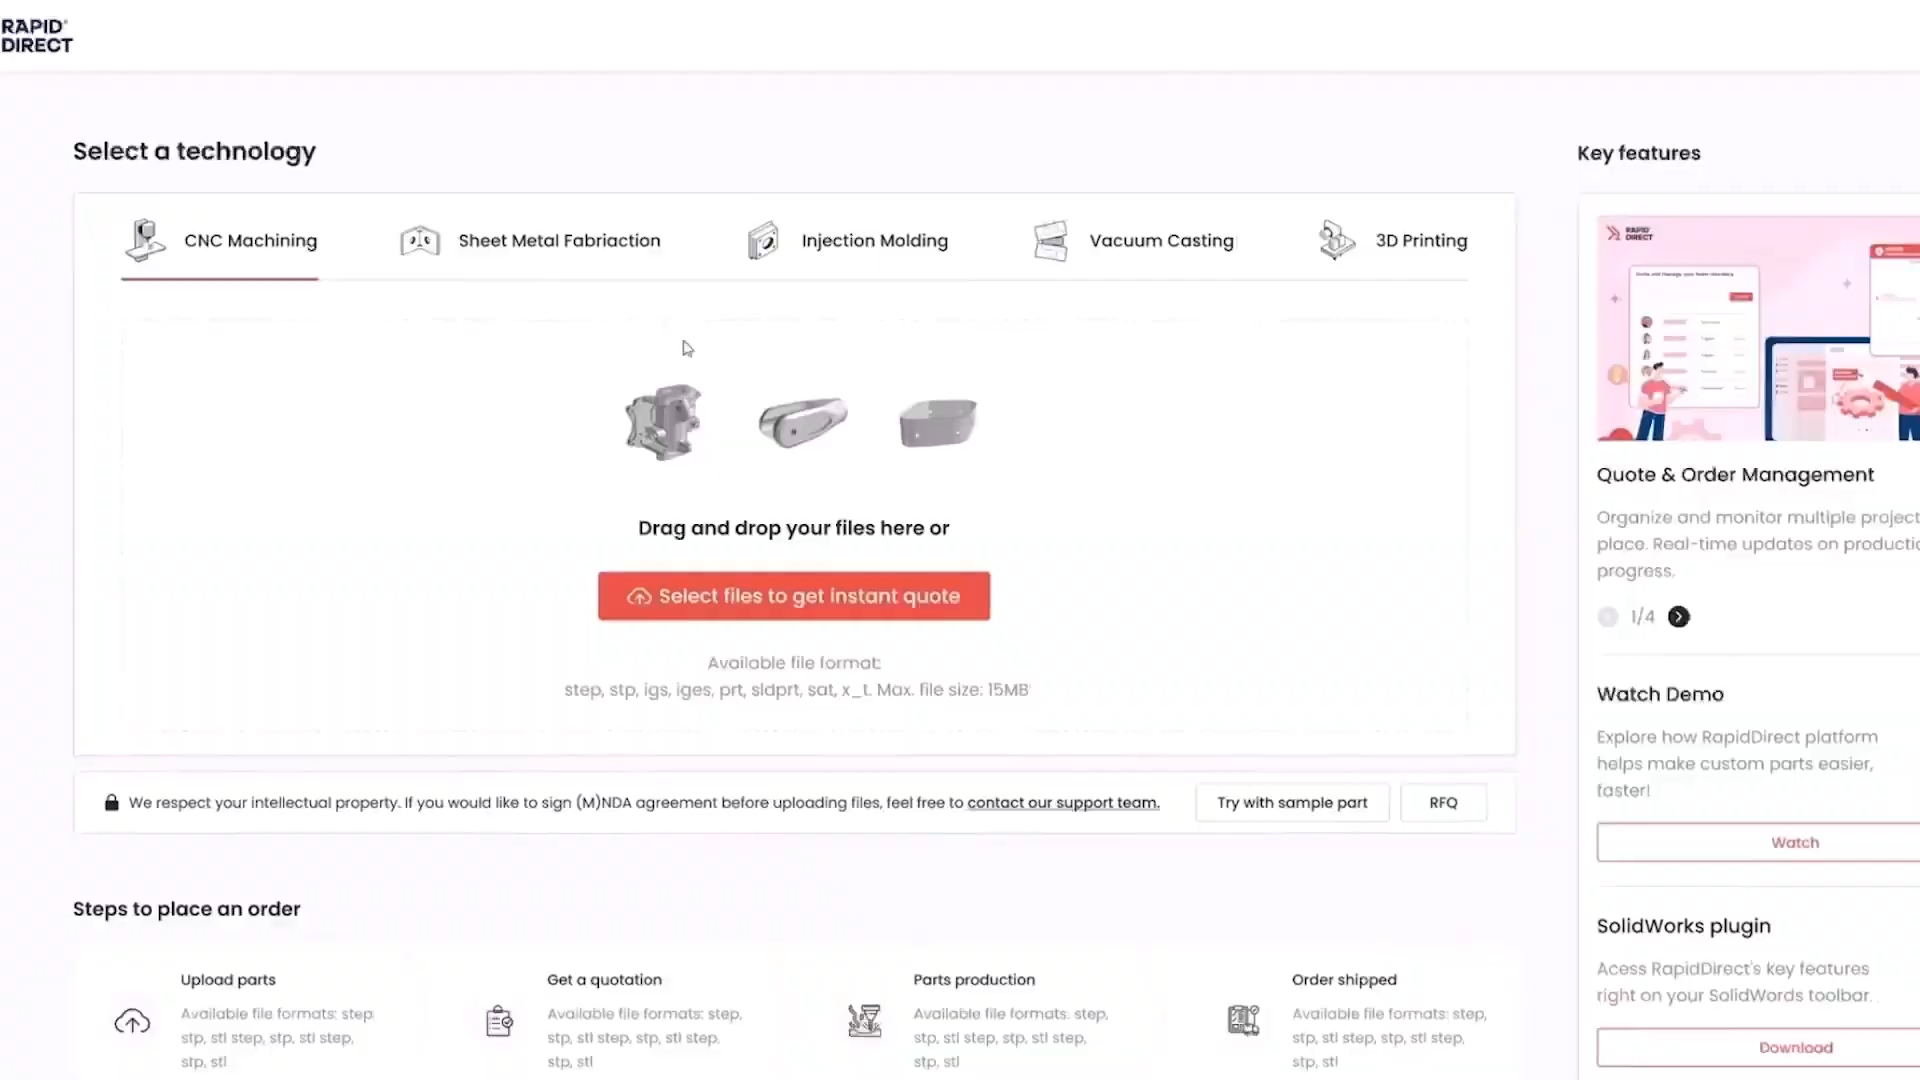 RAPID
DIRECT
Select a technology
CNC Machining
Sheet Metal Fabriaction
Injection Molding
Vacuum Casting
3D Printing
Drag and drop your files here or
Select files to get instant quote
Available file format:
step, stp, igs, iges, prt, sldprt, sat, x_t. Max. file size: 15MB
We respect your intellectual property. If you would like to sign (M)NDA agreement before uploading files, feel free to contact our support team.
Try with sample part
RFQ
Steps to place an order
Upload parts
Available file formats: step,
stp, stl step, stp, stl step,
stp, stl
Get a quotation
Available file formats: step,
stp, stl step, stp, stl step,
stp, stl
Parts production
Available file formats: step,
stp, stl step, stp, stl step,
stp, stl
Order shipped
Available file formats: step,
stp, stl step, stp, stl step,
stp, stl
Key features
RAPID
DIRECT
Quote & Order Management
Organize and monitor multiple project
place. Real-time updates on productio
progress.
1/4
Watch Demo
Explore how RapidDirect platform
helps make custom parts easier,
faster!
Watch
SolidWorks plugin
Acess RapidDirect's key features
right on your SolidWords toolbar.
Download